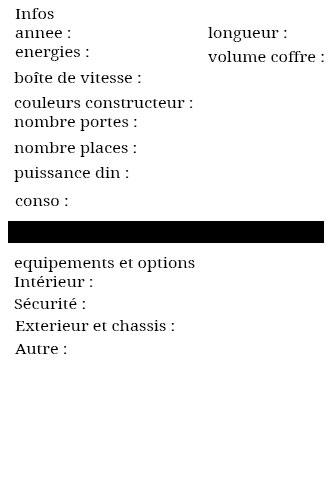 Infos
annee :
longueur :
energies :
volume coffre :
boîte de vitesse :
couleurs constructeur :
nombre portes :
nombre places :
puissance din :
conso :
equipements et options
Intérieur :
Sécurité :
Exterieur et chassis :
Autre :